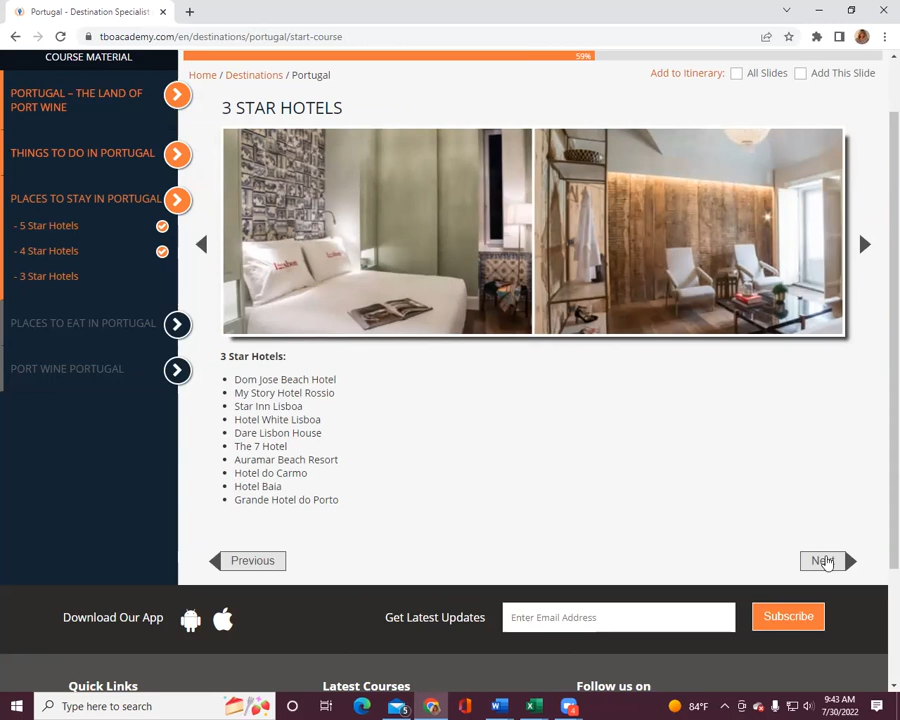 Portugal - Destination Specialist
tboacademy.com/en/destinations/portugal/start-course
COURSE MATERIAL
59%
PORTUGAL – THE LAND OF
PORT WINE
Home / Destinations / Portugal
Add to Itinerary:
All Slides
Add This Slide
3 STAR HOTELS
THINGS TO DO IN PORTUGAL
PLACES TO STAY IN PORTUGAL
- 5 Star Hotels
- 4 Star Hotels
- 3 Star Hotels
PLACES TO EAT IN PORTUGAL
PORT WINE PORTUGAL
3 Star Hotels:
Dom Jose Beach Hotel
My Story Hotel Rossio
Star Inn Lisboa
Hotel White Lisboa
Dare Lisbon House
The 7 Hotel
Auramar Beach Resort
Hotel do Carmo
Hotel Baia
Grande Hotel do Porto
Previous
Next
Download Our App
Get Latest Updates
Enter Email Address
Subscribe
Quick Links
Latest Courses
Follow us on
Type here to search
5
4
84°F
9:43 AM
7/30/2022